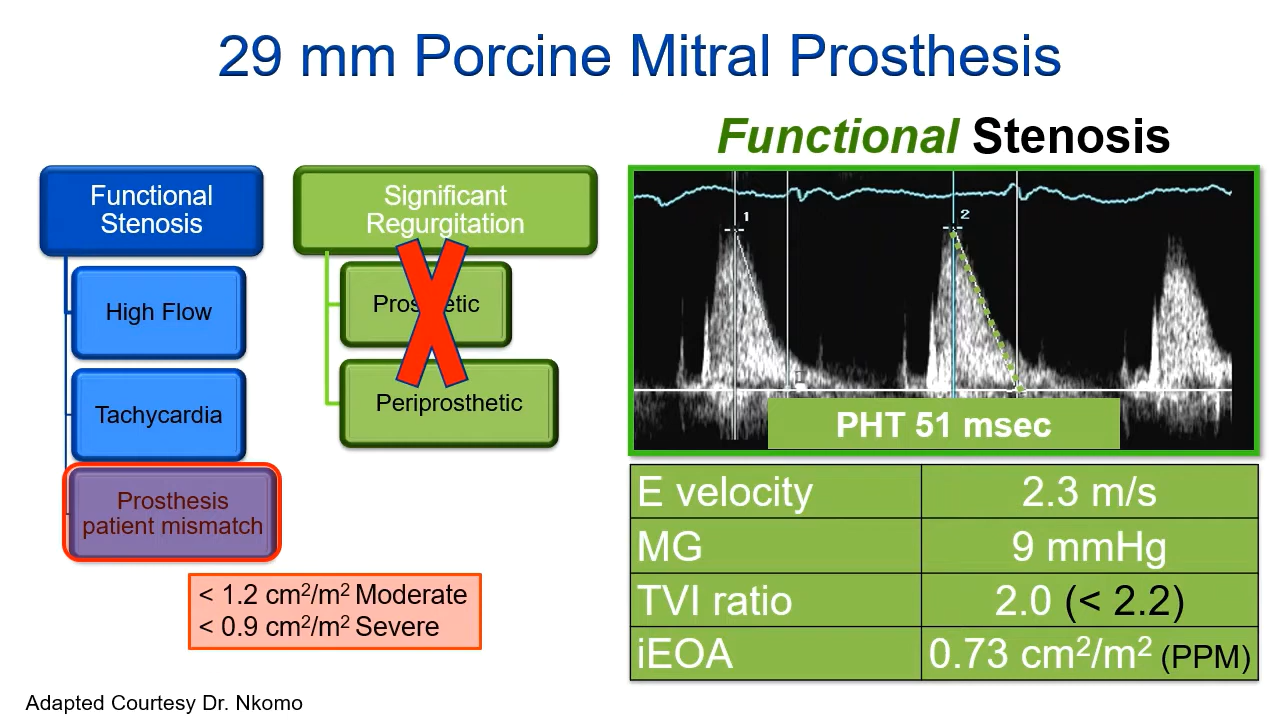 29 mm Porcine Mitral Prosthesis
Functional
Stenosis
High Flow
Tachycardia
Prosthesis
patient mismatch
< 1.2 cm²/m² Moderate
< 0.9 cm²/m² Severe
Significant
Regurgitation
Prosthetic
Periprosthetic
Functional Stenosis
1
2
PHT 51 msec
E velocity 2.3 m/s
MG 9 mmHg
TVI ratio 2.0 (< 2.2)
iEOA 0.73 cm²/m² (PPM)
Adapted Courtesy Dr. Nkomo